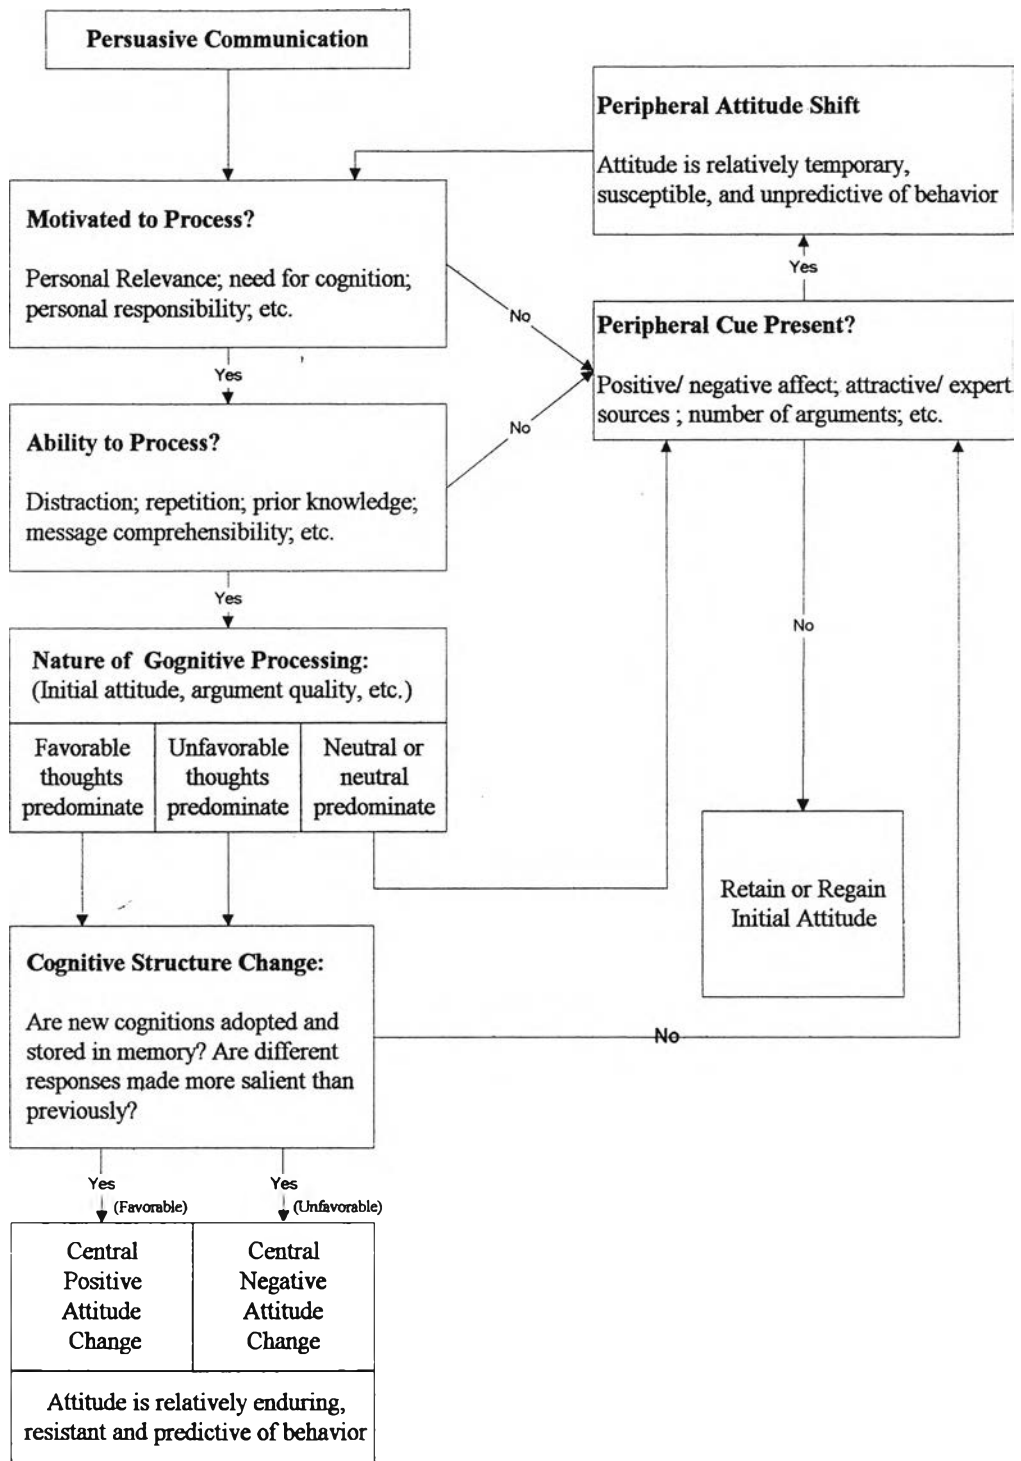 Persuasive Communication
Peripheral Attitude Shift
Attitude is relatively temporary,
susceptible, and unpredictive of behavior
Motivated to Process?
Personal Relevance; need for cognition;
personal responsibility; etc.
No
Yes
Peripheral Cue Present?
Positive/ negative affect; attractive/ expert
sources ; number of arguments; etc.
Yes
Ability to Process?
Distraction; repetition; prior knowledge;
message comprehensibility; etc.
No
Yes
No
Nature of Gognitive Processing:
(Initial attitude, argument quality, etc.)
Favorable
thoughts
predominate
Unfavorable
thoughts
predominate
Neutral or
neutral
predominate
Retain or Regain
Initial Attitude
Cognitive Structure Change:
Are new cognitions adopted and
stored in memory? Are different
responses made more salient than
previously?
No
Yes
(Favorable)
Yes
(Unfavorable)
Central
Positive
Attitude
Change
Central
Negative
Attitude
Change
Attitude is relatively enduring,
resistant and predictive of behavior